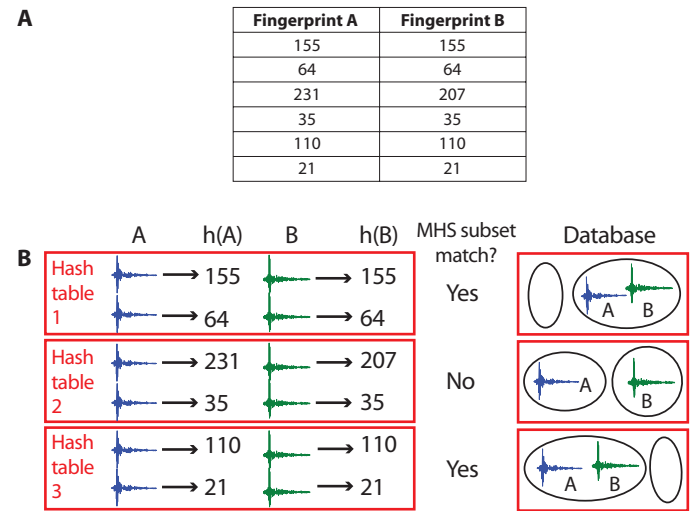 A
Fingerprint A Fingerprint B
155 155
64 64
231 207
35 35
110 110
21 21
B
A h(A) B h(B) MHS subset match? Database
Hash table 1
155 155
64 64
Yes
A B
Hash table 2
231 207
35 35
No
A B
Hash table 3
110 110
21 21
Yes
A B